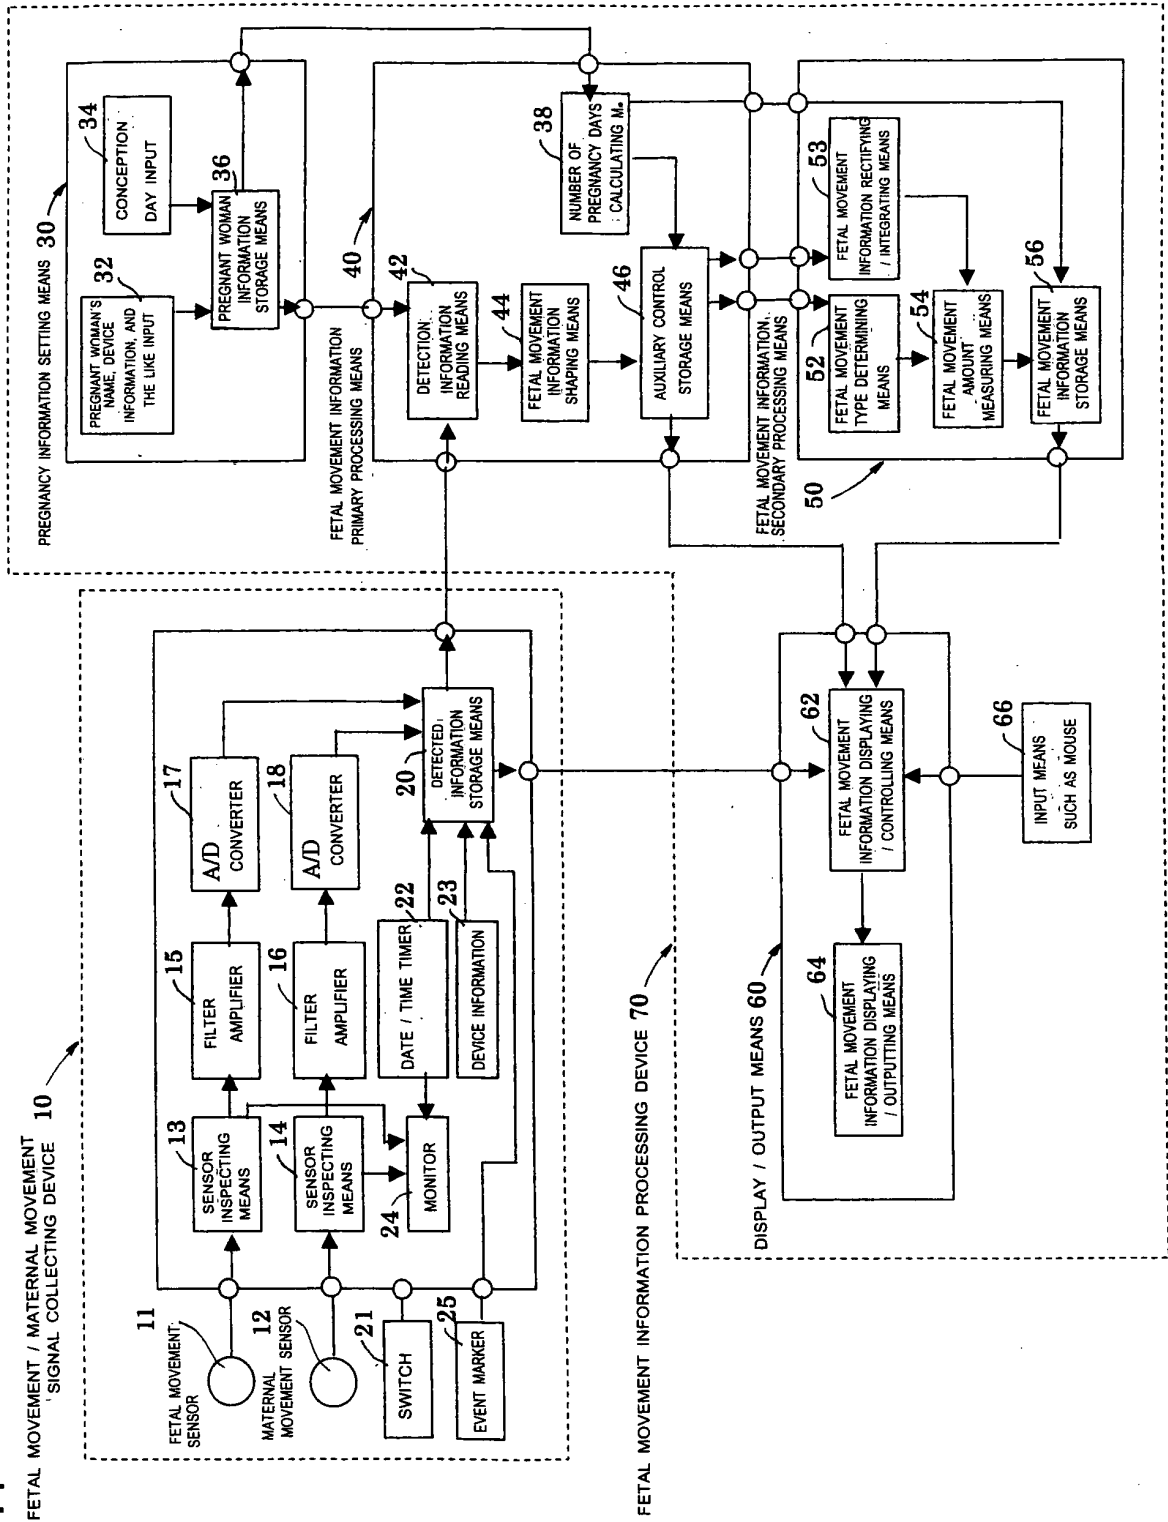 FETAL MOVEMENT / MATERNAL MOVEMENT
SIGNAL COLLECTING DEVICE 10
11
FETAL MOVEMENT
SENSOR
12
MATERNAL
MOVEMENT SENSOR
21
SWITCH
25
EVENT MARKER
13
SENSOR
INSPECTING
MEANS
14
SENSOR
INSPECTING
MEANS
24
MONITOR
15
FILTER
AMPLIFIER
16
FILTER
AMPLIFIER
22
DATE / TIME TIMER
23
DEVICE INFORMATION
17
A/D
CONVERTER
18
A/D
CONVERTER
20
DETECTED
INFORMATION
STORAGE MEANS
PREGNANCY INFORMATION SETTING MEANS 30
32
PREGNANT WOMAN'S
NAME, DEVICE
INFORMATION, AND
THE LIKE INPUT
34
CONCEPTION
DAY INPUT
36
PREGNANT WOMAN
INFORMATION
STORAGE MEANS
FETAL MOVEMENT INFORMATION
PRIMARY PROCESSING MEANS
40
42
DETECTION
INFORMATION
READING MEANS
44
FETAL MOVEMENT
INFORMATION
SHAPING MEANS
38
NUMBER OF
PREGNANCY DAYS
CALCULATING M.
46
AUXILIARY CONTROL
STORAGE MEANS
FETAL MOVEMENT INFORMATION
SECONDARY PROCESSING MEANS
50
52
FETAL MOVEMENT
TYPE DETERMINING
MEANS
53
FETAL MOVEMENT
INFORMATION RECTIFYING
/ INTEGRATING MEANS
54
FETAL MOVEMENT
AMOUNT
MEASURING MEANS
56
FETAL MOVEMENT
INFORMATION
STORAGE MEANS
FETAL MOVEMENT INFORMATION PROCESSING DEVICE 70
DISPLAY / OUTPUT MEANS 60
62
FETAL MOVEMENT
INFORMATION DISPLAYING
/ CONTROLLING MEANS
64
FETAL MOVEMENT
INFORMATION DISPLAYING
/ OUTPUTTING MEANS
66
INPUT MEANS
SUCH AS MOUSE